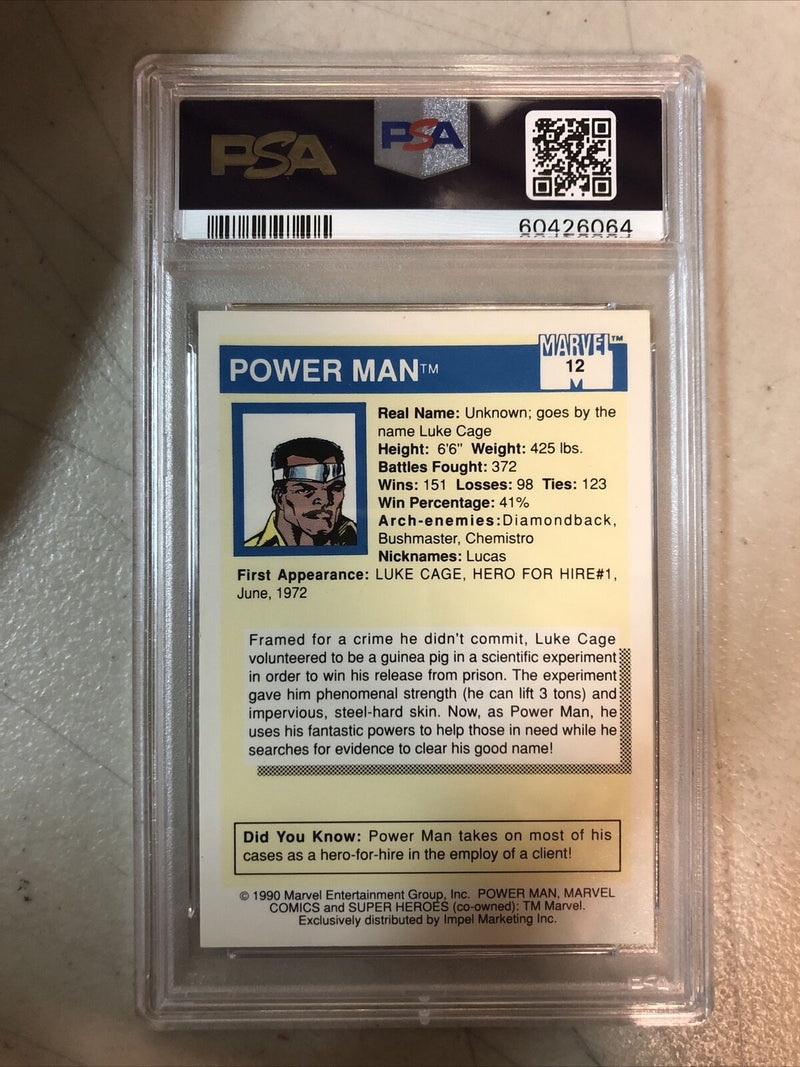 PSA PSA
60426064
MARVEL™
POWER MAN™ 12
M
Real Name: Unknown; goes by the
name Luke Cage
Height: 6'6" Weight: 425 lbs.
Battles Fought: 372
Wins: 151 Losses: 98 Ties: 123
Win Percentage: 41%
Arch-enemies:Diamondback,
Bushmaster, Chemistro
Nicknames: Lucas
First Appearance: LUKE CAGE, HERO FOR HIRE#1,
June, 1972
Framed for a crime he didn't commit, Luke Cage
volunteered to be a guinea pig in a scientific experiment
in order to win his release from prison. The experiment
gave him phenomenal strength (he can lift 3 tons) and
impervious, steel-hard skin. Now, as Power Man, he
uses his fantastic powers to help those in need while he
searches for evidence to clear his good name!
Did You Know: Power Man takes on most of his
cases as a hero-for-hire in the employ of a client!
© 1990 Marvel Entertainment Group, Inc. POWER MAN, MARVEL
COMICS and SUPER HEROES (co-owned): TM Marvel.
Exclusively distributed by Impel Marketing Inc.